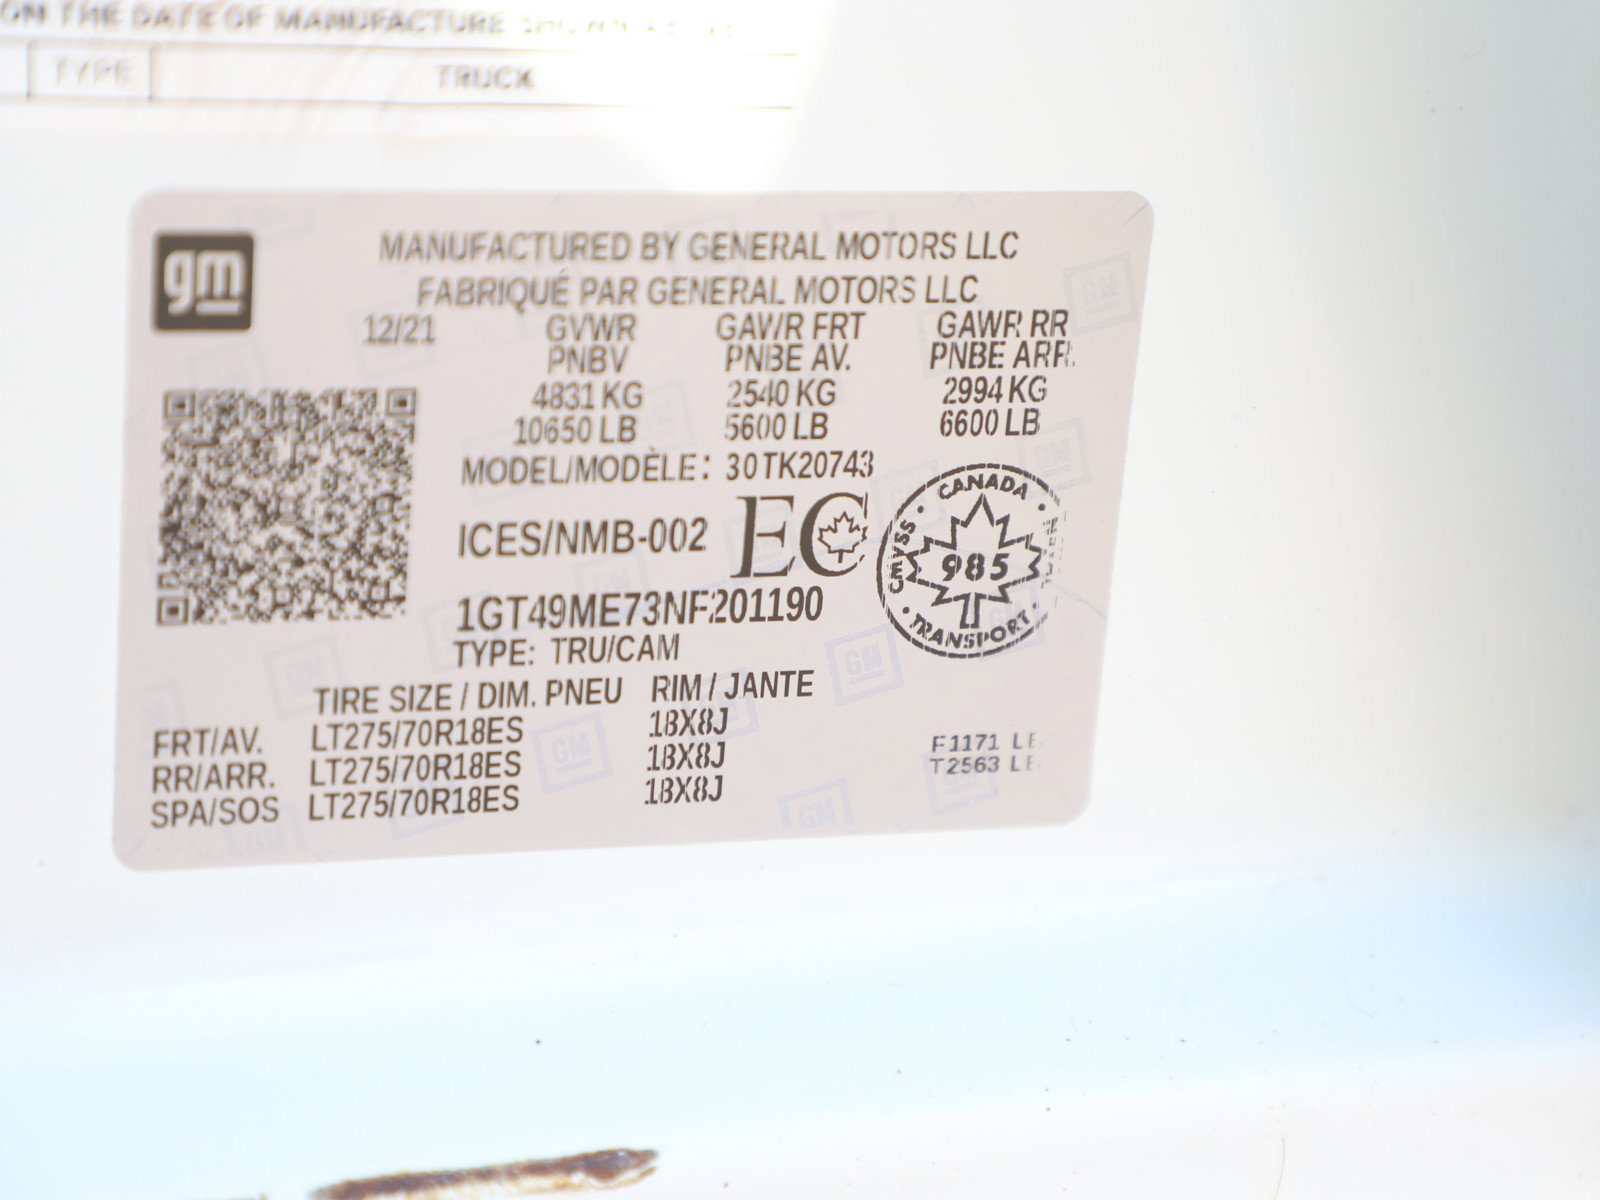 ON THE DATE OF MANUFACTURE
TYPE TRUCK
gm
MANUFACTURED BY GENERAL MOTORS LLC
FABRIQUÉ PAR GENERAL MOTORS LLC
12/21 GVWR GAWR FRT GAWR RR
PNBV PNBE AV. PNBE ARR.
4831 KG 2540 KG 2994 KG
10650 LB 5600 LB 6600 LB
MODEL/MODÈLE: 30TK20743
ICES/NMB-002 EC
CANADA
CMVSS
985
TRANSPORT
1GT49ME73NF201190
TYPE: TRU/CAM
TIRE SIZE / DIM. PNEU RIM / JANTE
FRT/AV. LT275/70R18ES 18X8J
RR/ARR. LT275/70R18ES 18X8J
SPA/SOS LT275/70R18ES 18X8J
F1171 LB
T2563 LB